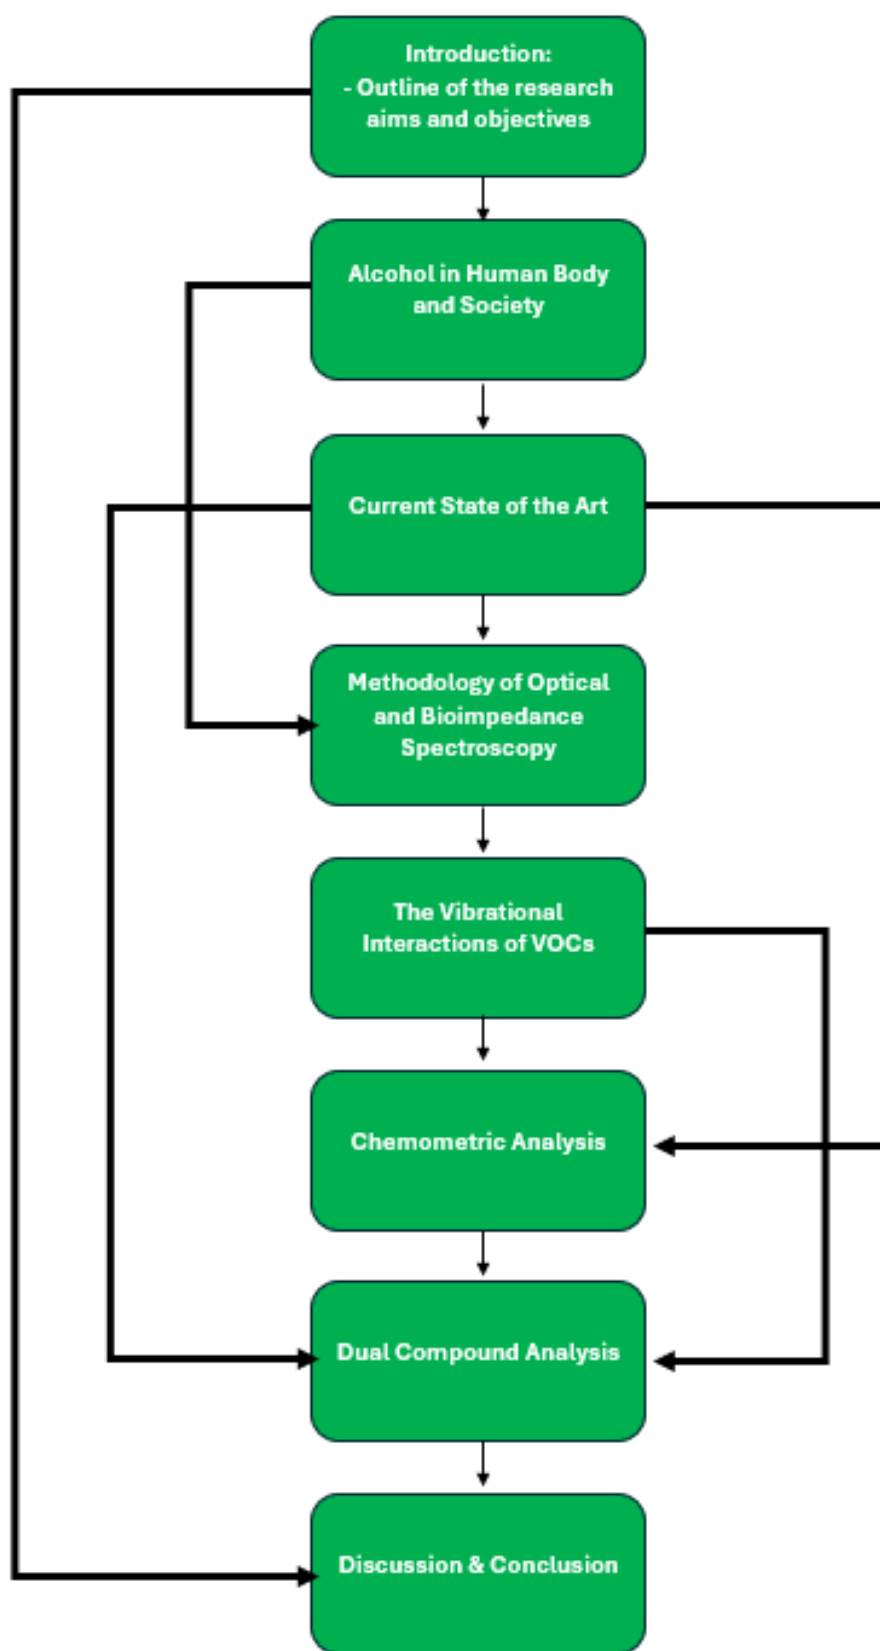 Introduction:
- Outline of the research
aims and objectives
Alcohol in Human Body
and Society
Current State of the Art
Methodology of Optical
and Bioimpedance
Spectroscopy
The Vibrational
Interactions of VOCs
Chemometric Analysis
Dual Compound Analysis
Discussion & Conclusion